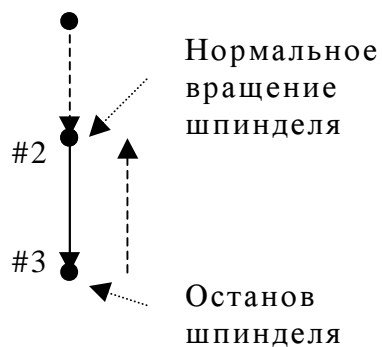 Нормальное
вращение
шпинделя
#2
#3
Останов
шпинделя